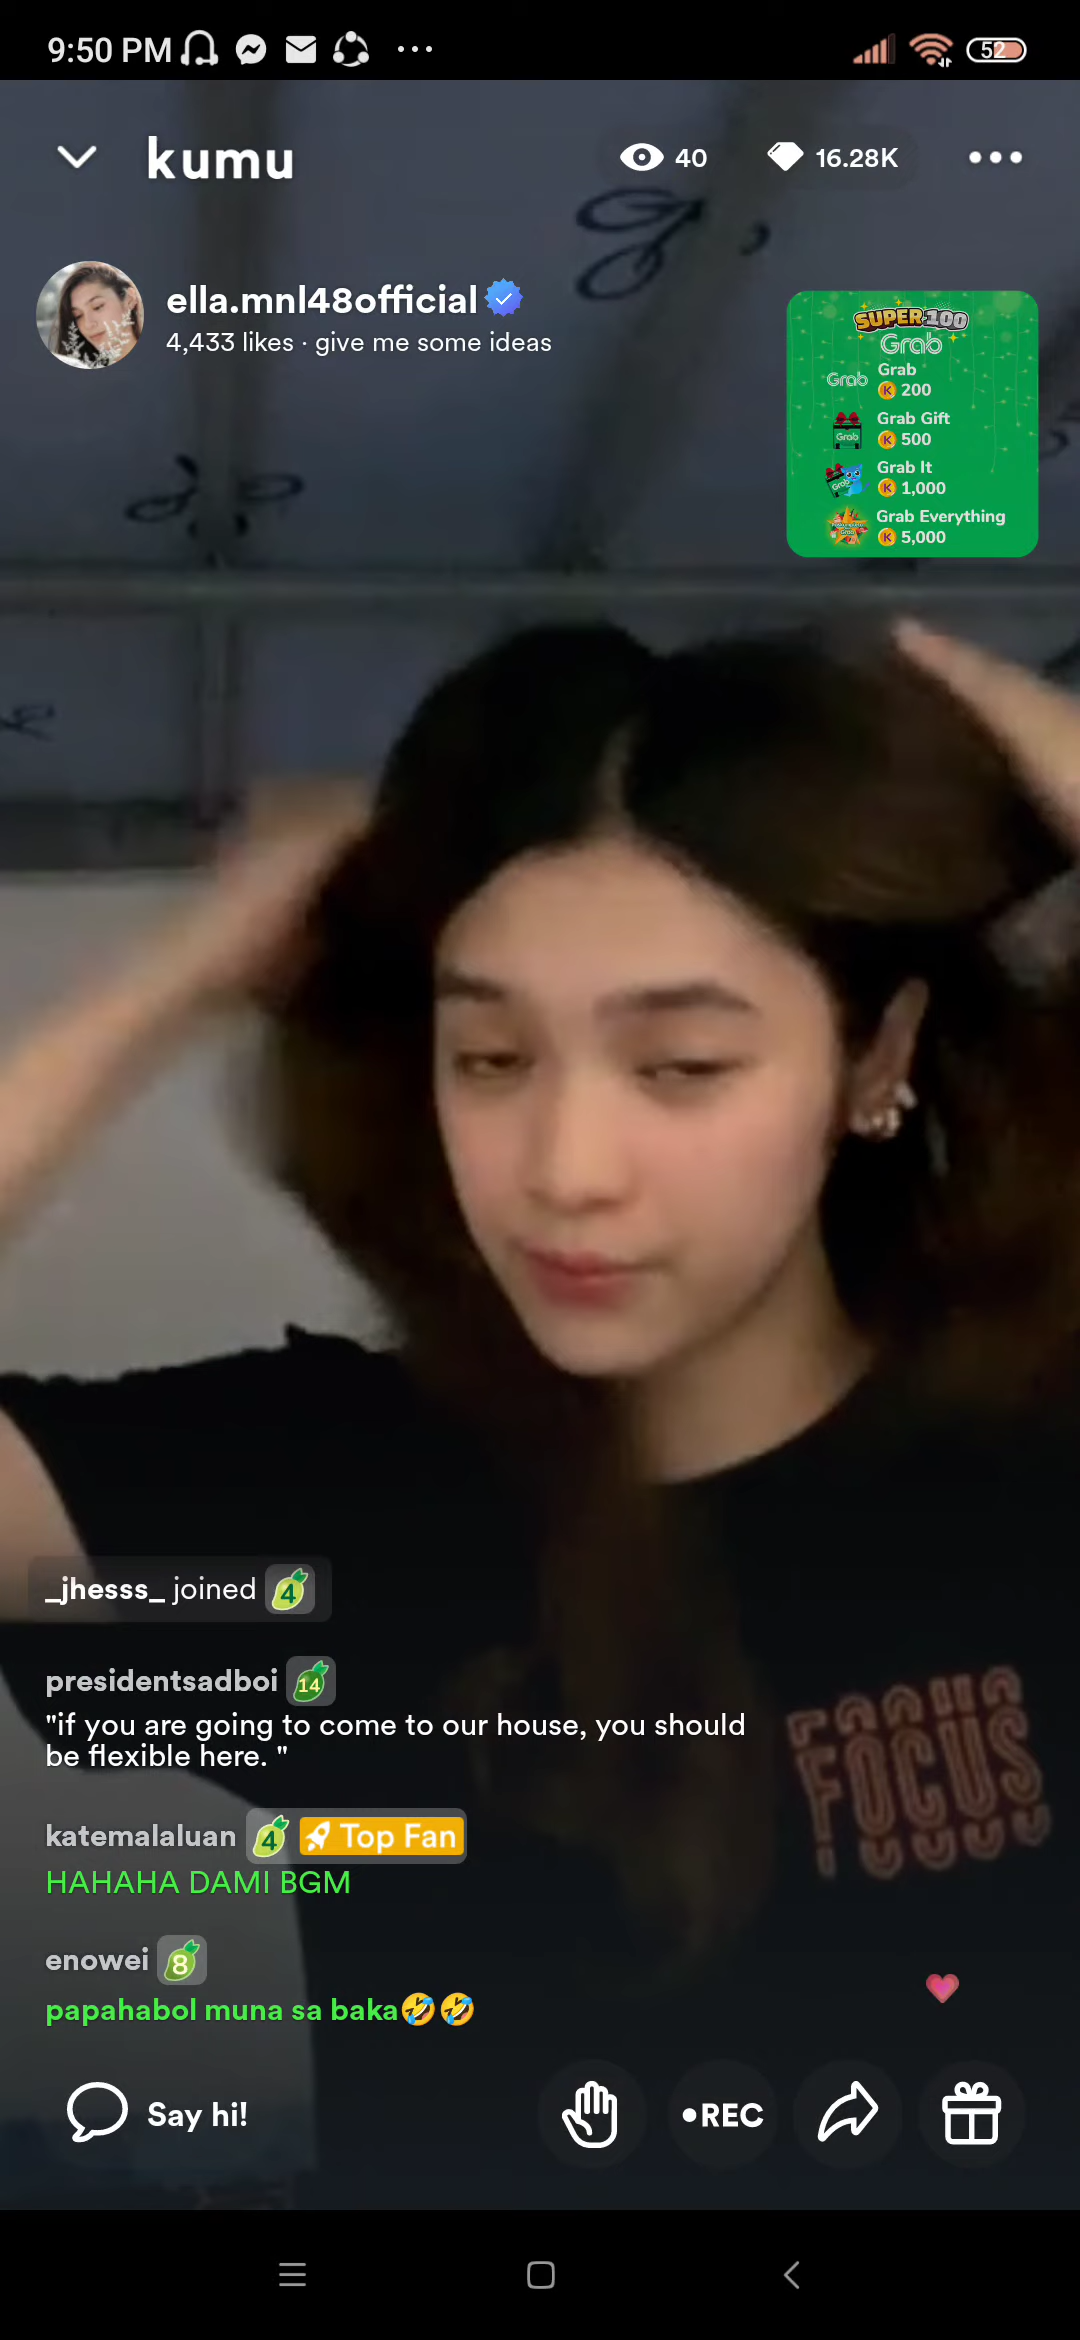 9:50 PM
52
kumu
40
16.28K
ella.mnl48official
4,433 likes · give me some ideas
SUPER 100
Grab
Grab
Grab
200
Grab Gift
Grab
500
Grab It
Grab
1,000
Grab Everything
5,000
_jhesss_ joined 4
presidentsadboi 14
"if you are going to come to our house, you should
be flexible here. "
FOCUS
katemalaluan 4 Top Fan
HAHAHA DAMI BGM
enowei 8
papahabol muna sa baka🤣🤣
Say hi!
•REC